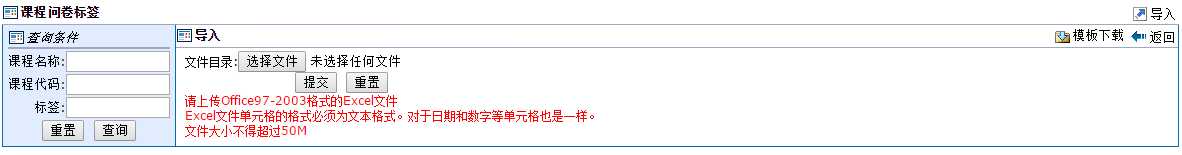 课程问卷标签
导入
查询条件
课程名称:
课程代码:
标签:
重置 查询
导入
模板下载 返回
文件目录: 选择文件 未选择任何文件
提交 重置
请上传Office97-2003格式的Excel文件
Excel文件单元格的格式必须为文本格式。对于日期和数字等单元格也是一样。
文件大小不得超过50M